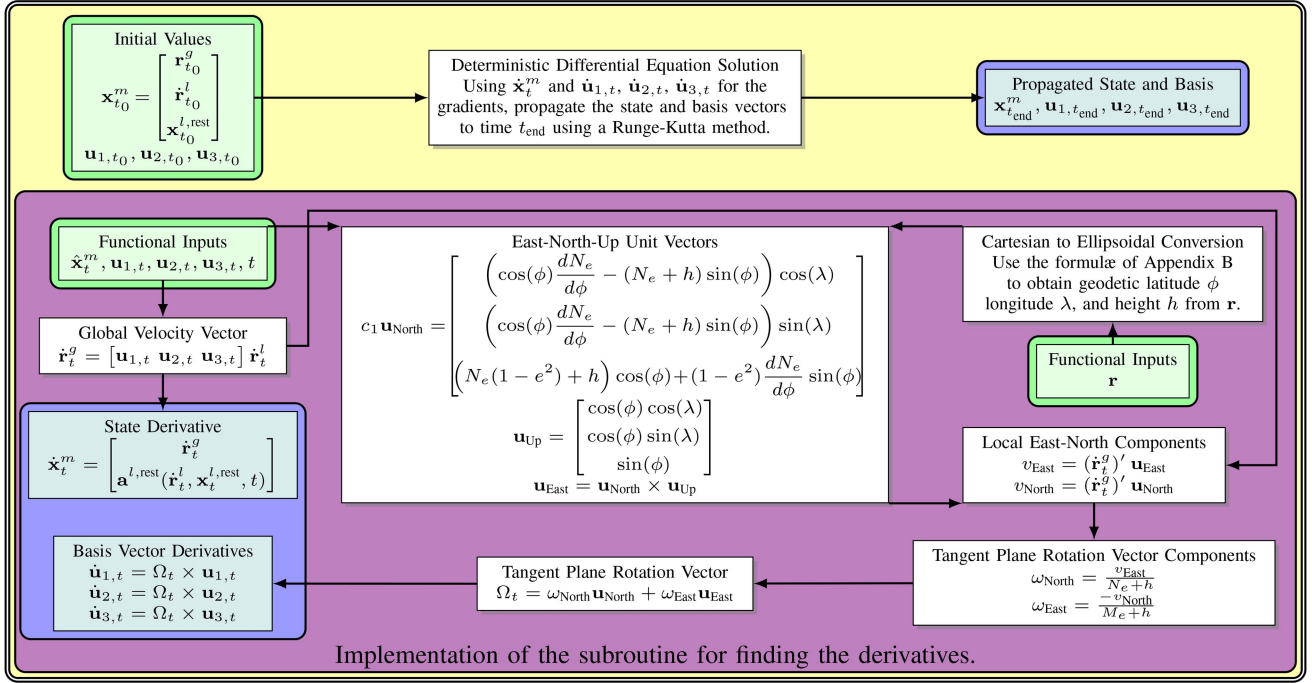 Initial Values
𝐱^m_{t_0} = [𝐫^g_{t_0}
𝐫̇^l_{t_0}
𝐱^{l,rest}_{t_0}]
𝐮_{1,t_0}, 𝐮_{2,t_0}, 𝐮_{3,t_0}
Deterministic Differential Equation Solution
Using 𝐱̇^m_t and 𝐮̇_{1,t}, 𝐮̇_{2,t}, 𝐮̇_{3,t} for the
gradients, propagate the state and basis vectors
to time t_end using a Runge-Kutta method.
Propagated State and Basis
𝐱^m_{t_end}, 𝐮_{1,t_end}, 𝐮_{2,t_end}, 𝐮_{3,t_end}
Functional Inputs
𝐱̂^m_t, 𝐮_{1,t}, 𝐮_{2,t}, 𝐮_{3,t}, t
Global Velocity Vector
𝐫̇^g_t = [𝐮_{1,t} 𝐮_{2,t} 𝐮_{3,t}] 𝐫̇^l_t
State Derivative
𝐱̇^m_t = [𝐫̇^g_t
𝐚^{l,rest}(𝐫̇^l_t, 𝐱^{l,rest}_t, t)]
Basis Vector Derivatives
𝐮̇_{1,t} = Ω_t × 𝐮_{1,t}
𝐮̇_{2,t} = Ω_t × 𝐮_{2,t}
𝐮̇_{3,t} = Ω_t × 𝐮_{3,t}
East-North-Up Unit Vectors
c_1 𝐮_North = [(cos(ϕ) dN_e/dϕ − (N_e + h) sin(ϕ)) cos(λ)
(cos(ϕ) dN_e/dϕ − (N_e + h) sin(ϕ)) sin(λ)
(N_e(1 − e^2) + h) cos(ϕ) + (1 − e^2) dN_e/dϕ sin(ϕ)]
𝐮_Up = [cos(ϕ) cos(λ)
cos(ϕ) sin(λ)
sin(ϕ)]
𝐮_East = 𝐮_North × 𝐮_Up
Cartesian to Ellipsoidal Conversion
Use the formulæ of Appendix B
to obtain geodetic latitude ϕ
longitude λ, and height h from 𝐫.
Functional Inputs
𝐫
Local East-North Components
v_East = (𝐫̇^g_t)′ 𝐮_East
v_North = (𝐫̇^g_t)′ 𝐮_North
Tangent Plane Rotation Vector Components
ω_North = v_East/(N_e+h)
ω_East = −v_North/(M_e+h)
Tangent Plane Rotation Vector
Ω_t = ω_North 𝐮_North + ω_East 𝐮_East
Implementation of the subroutine for finding the derivatives.